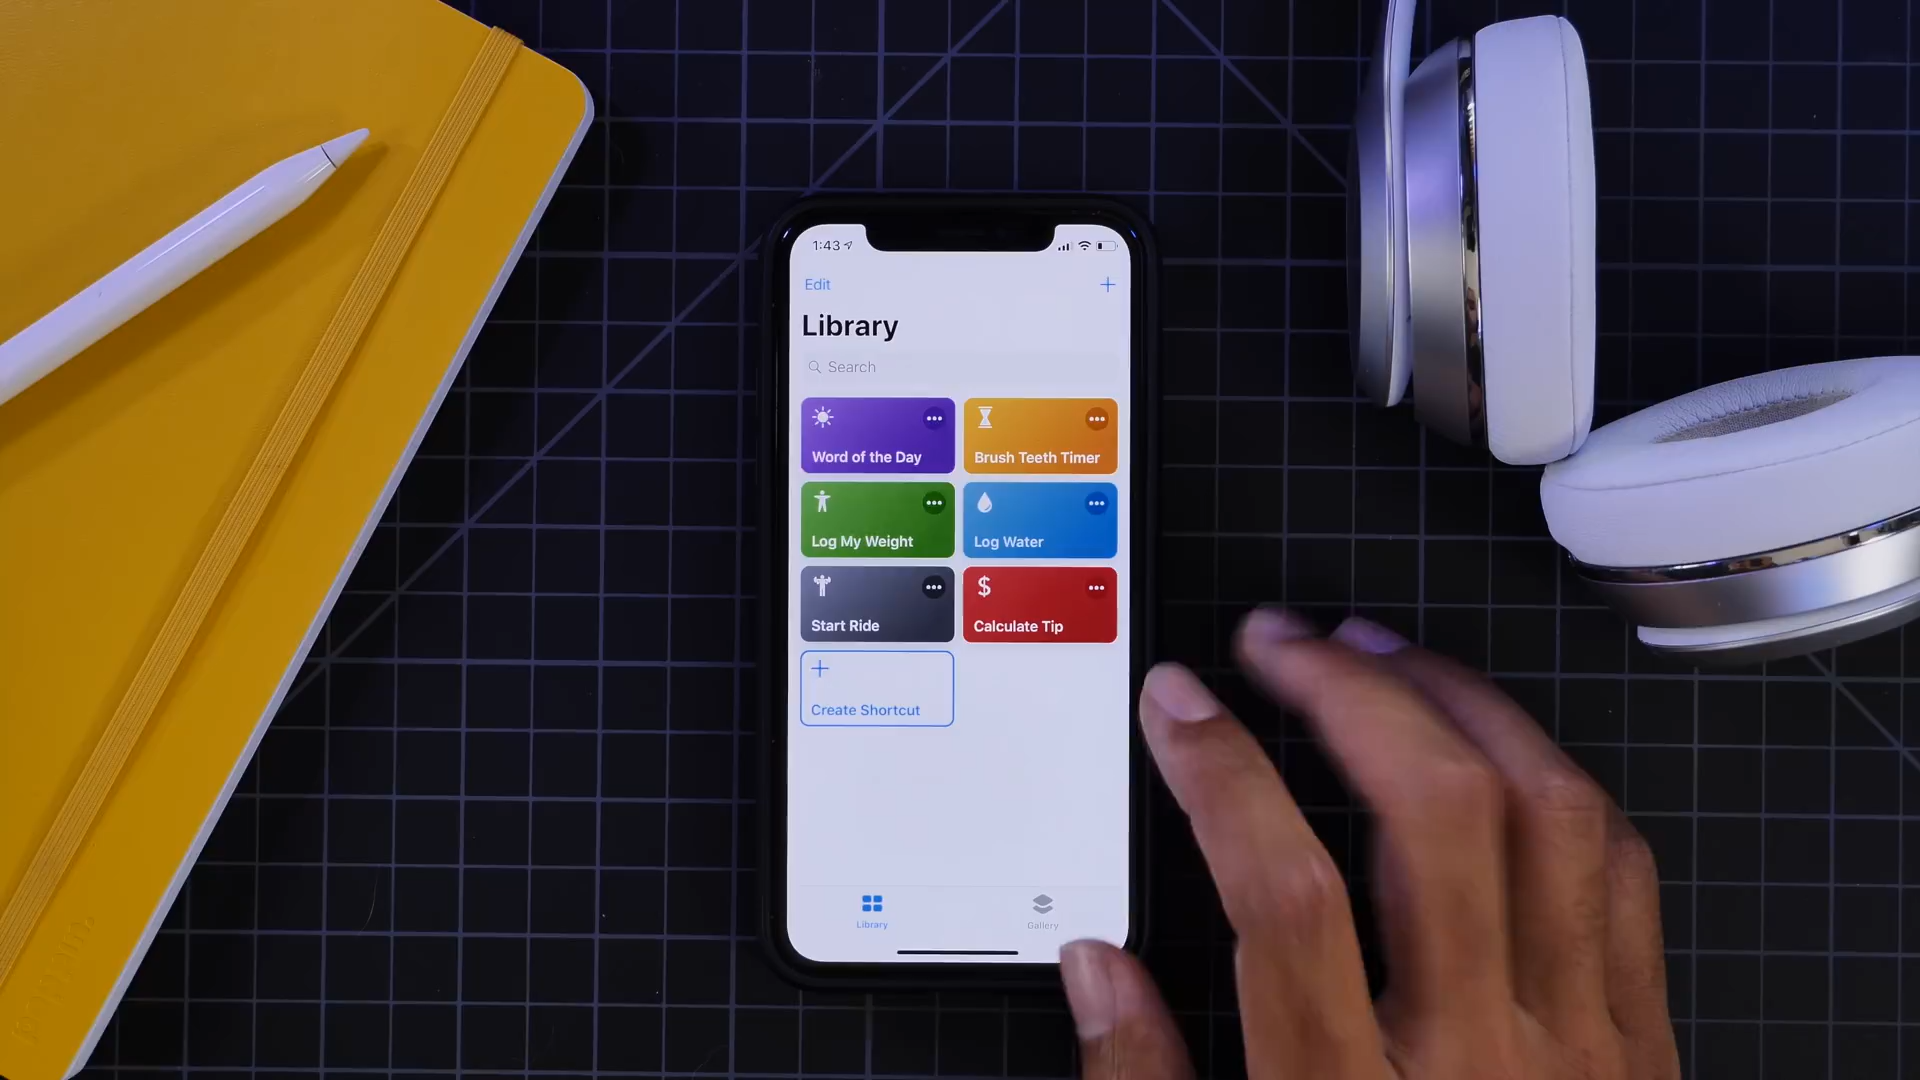 1:43
Edit
Library
Search
Word of the Day
Brush Teeth Timer
Log My Weight
Log Water
Start Ride
$
Calculate Tip
Create Shortcut
Library
Gallery